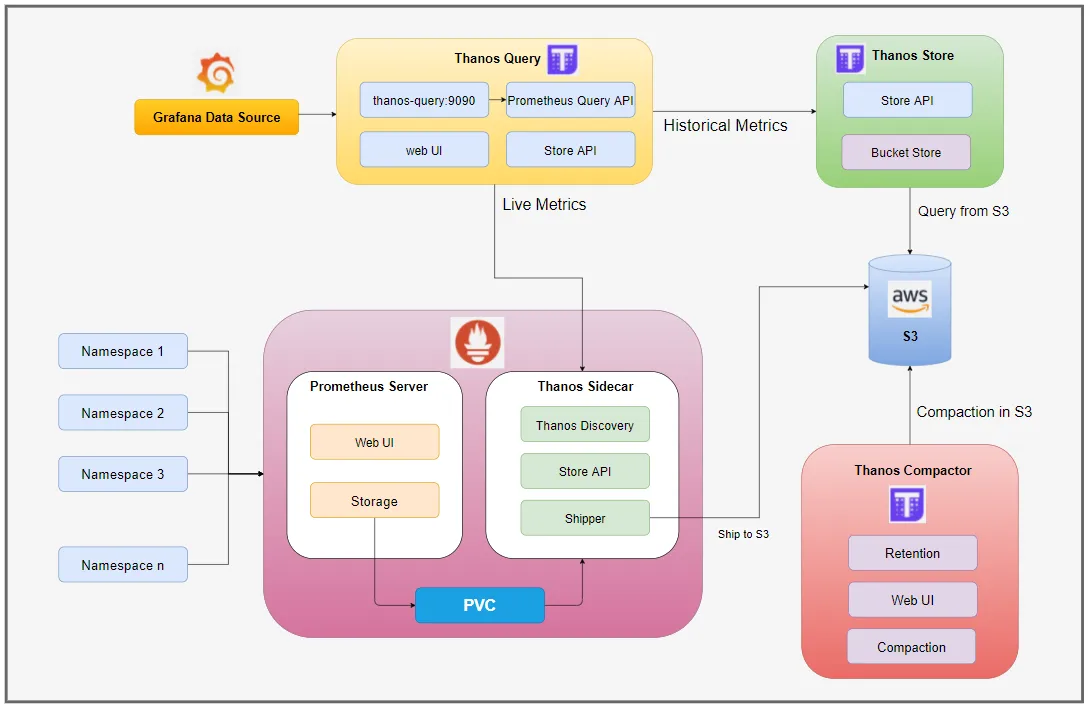 Thanos Query
Thanos Store
thanos-query:9090
Prometheus Query API
Store API
Grafana Data Source
Historical Metrics
web UI
Store API
Bucket Store
Live Metrics
Query from S3
aws
S3
Namespace 1
Namespace 2
Namespace 3
Namespace n
Prometheus Server
Web UI
Storage
Thanos Sidecar
Thanos Discovery
Store API
Shipper
PVC
Ship to S3
Compaction in S3
Thanos Compactor
Retention
Web UI
Compaction